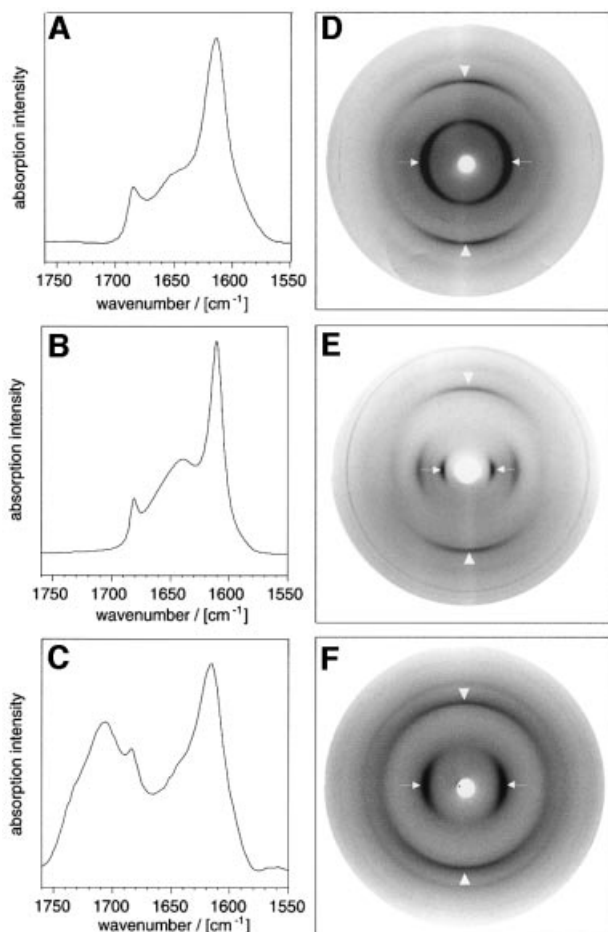 A
absorption intensity
1750 1700 1650 1600 1550
wavenumber / [cm⁻¹]
D
B
absorption intensity
1750 1700 1650 1600 1550
wavenumber / [cm⁻¹]
E
C
absorption intensity
1750 1700 1650 1600 1550
wavenumber / [cm⁻¹]
F